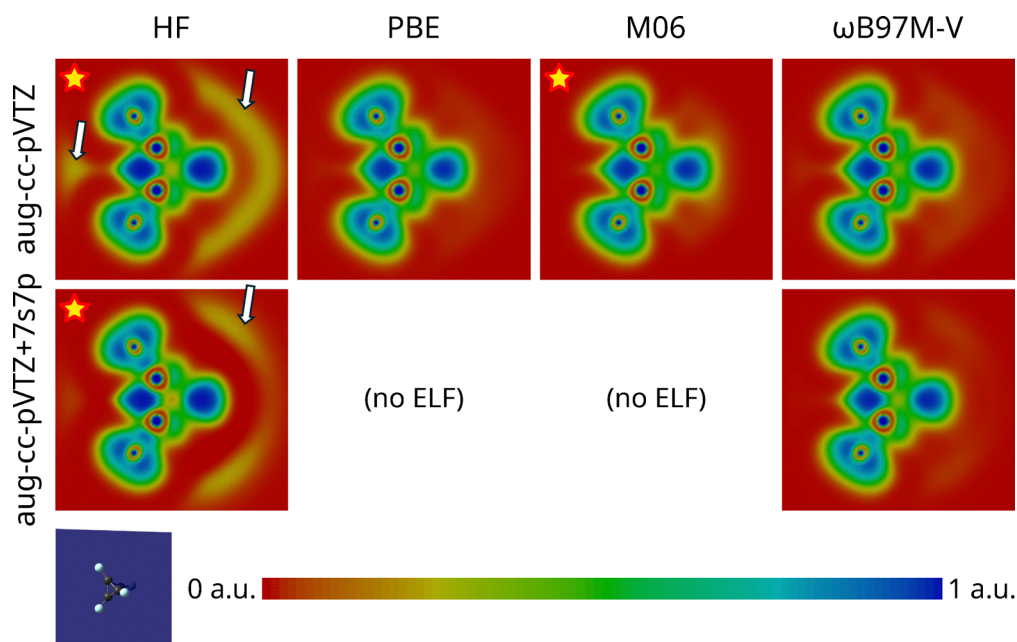 HF
PBE
M06
ωB97M-V
aug-cc-pVTZ
aug-cc-pVTZ+7s7p
(no ELF)
(no ELF)
0 a.u.
1 a.u.